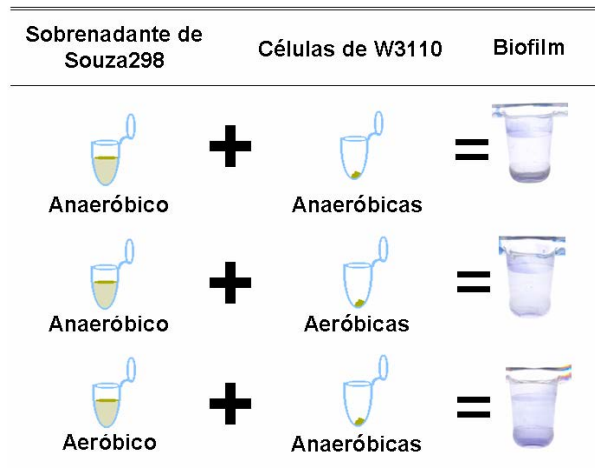 Sobrenadante de
Souza298
Células de W3110
Biofilm
+
=
Anaeróbico
Anaeróbicas
+
=
Anaeróbico
Aeróbicas
+
=
Aeróbico
Anaeróbicas